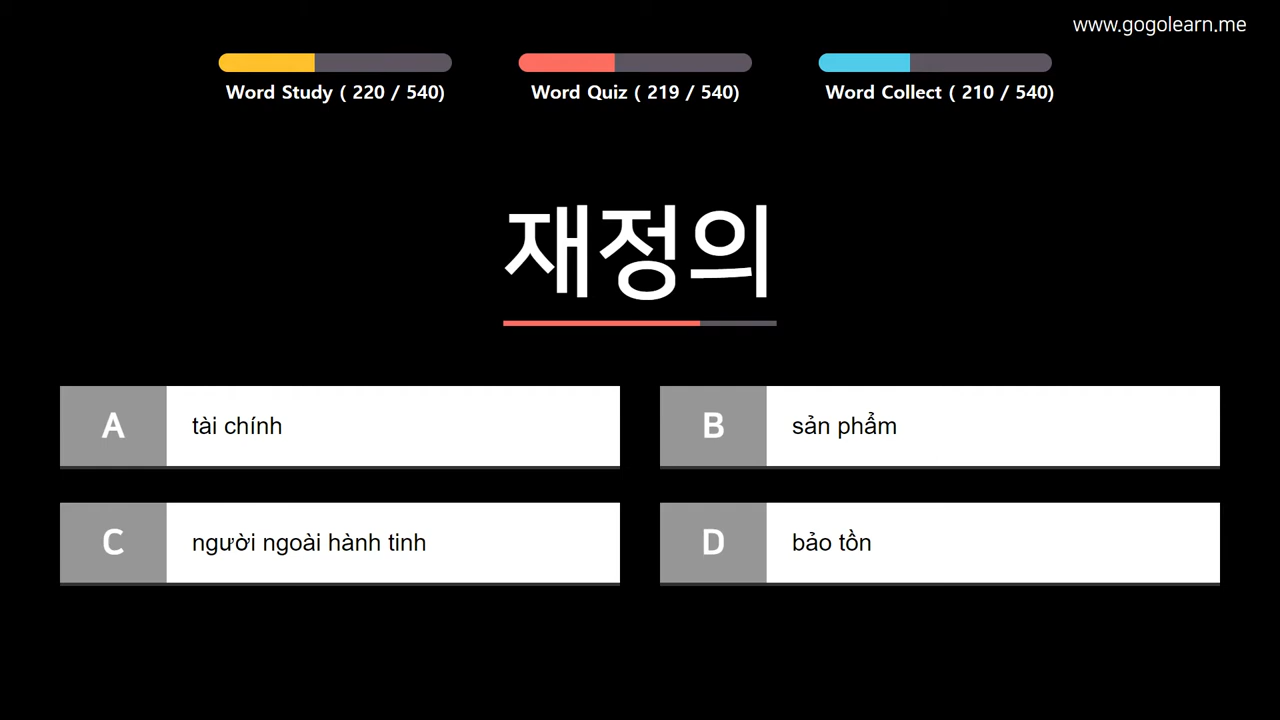 www.gogolearn.me
Word Study ( 220 / 540)
Word Quiz ( 219 / 540)
Word Collect ( 210 / 540)
재정의
A tài chính
B sản phẩm
C người ngoài hành tinh
D bảo tồn